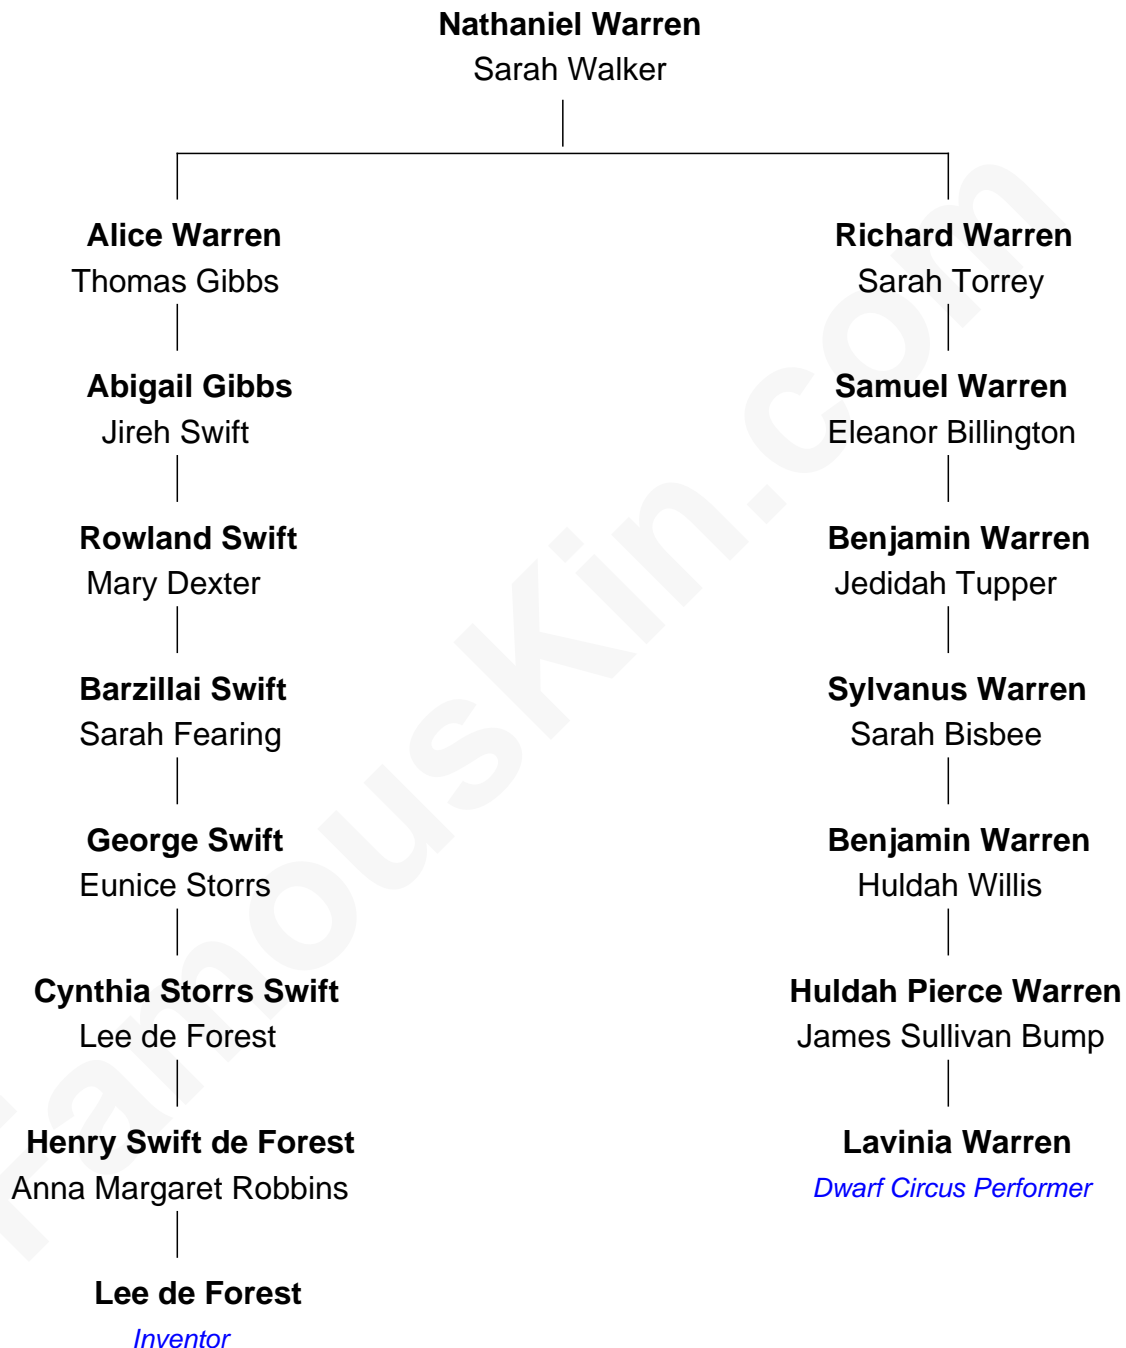 Nathaniel Warren
Sarah Walker
Alice Warren
Thomas Gibbs
Richard Warren
Sarah Torrey
Abigail Gibbs
Jireh Swift
Samuel Warren
Eleanor Billington
Rowland Swift
Mary Dexter
Benjamin Warren
Jedidah Tupper
Barzillai Swift
Sarah Fearing
Sylvanus Warren
Sarah Bisbee
George Swift
Eunice Storrs
Benjamin Warren
Huldah Willis
Cynthia Storrs Swift
Lee de Forest
Huldah Pierce Warren
James Sullivan Bump
Henry Swift de Forest
Anna Margaret Robbins
Lavinia Warren
Dwarf Circus Performer
Lee de Forest
Inventor
FamousKin.com